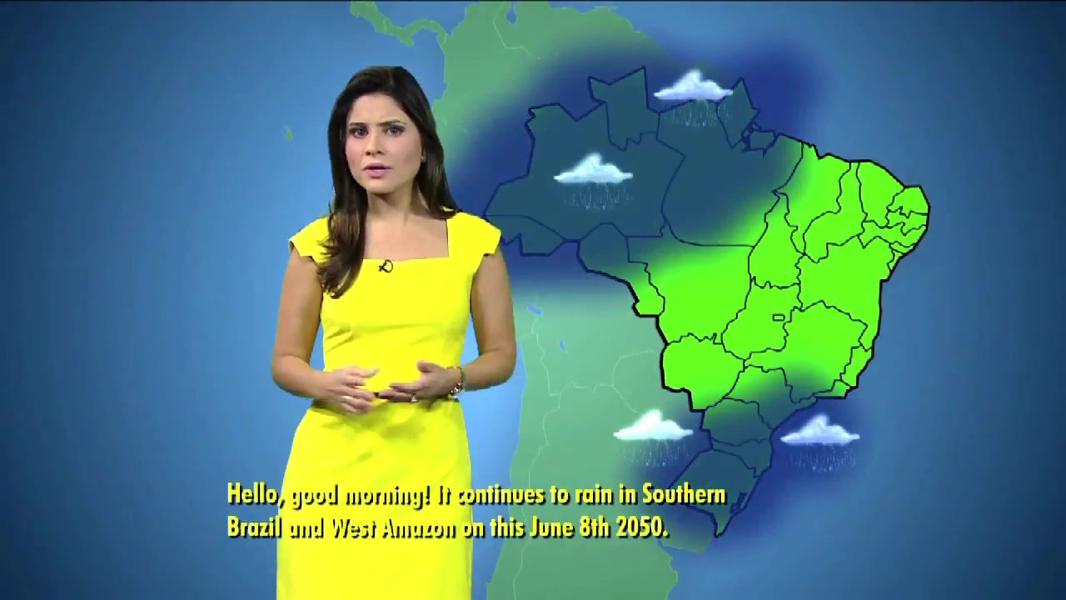 Hello, good morning! It continues to rain in Southern
Brazil and West Amazon on this June 8th 2050.